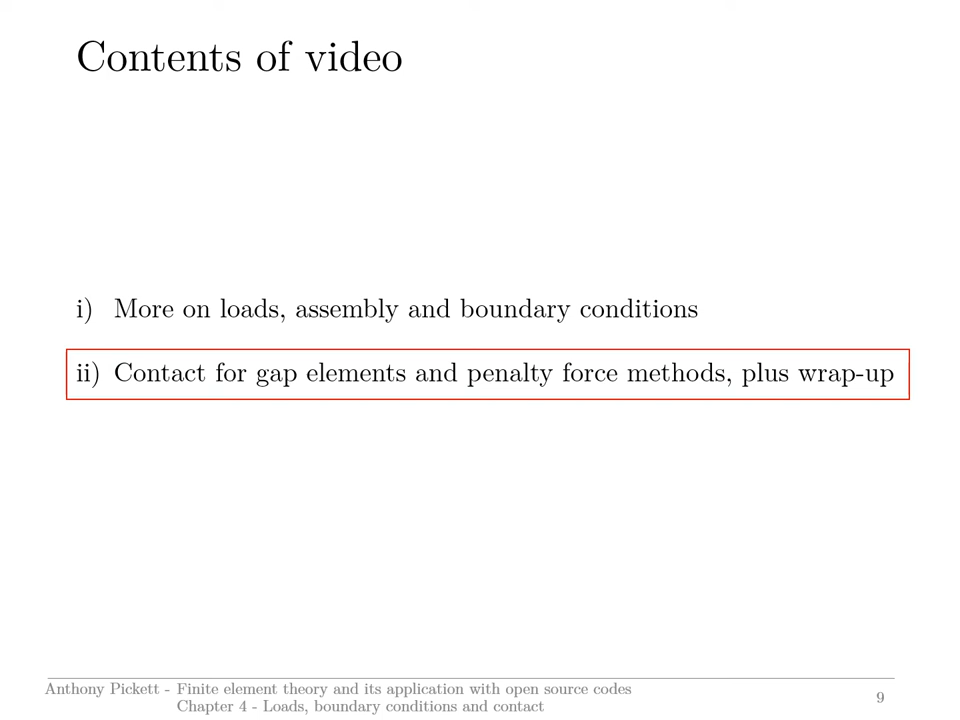 Contents of video
i) More on loads, assembly and boundary conditions
ii) Contact for gap elements and penalty force methods, plus wrap-up
Anthony Pickett - Finite element theory and its application with open source codes
Chapter 4 - Loads, boundary conditions and contact
9